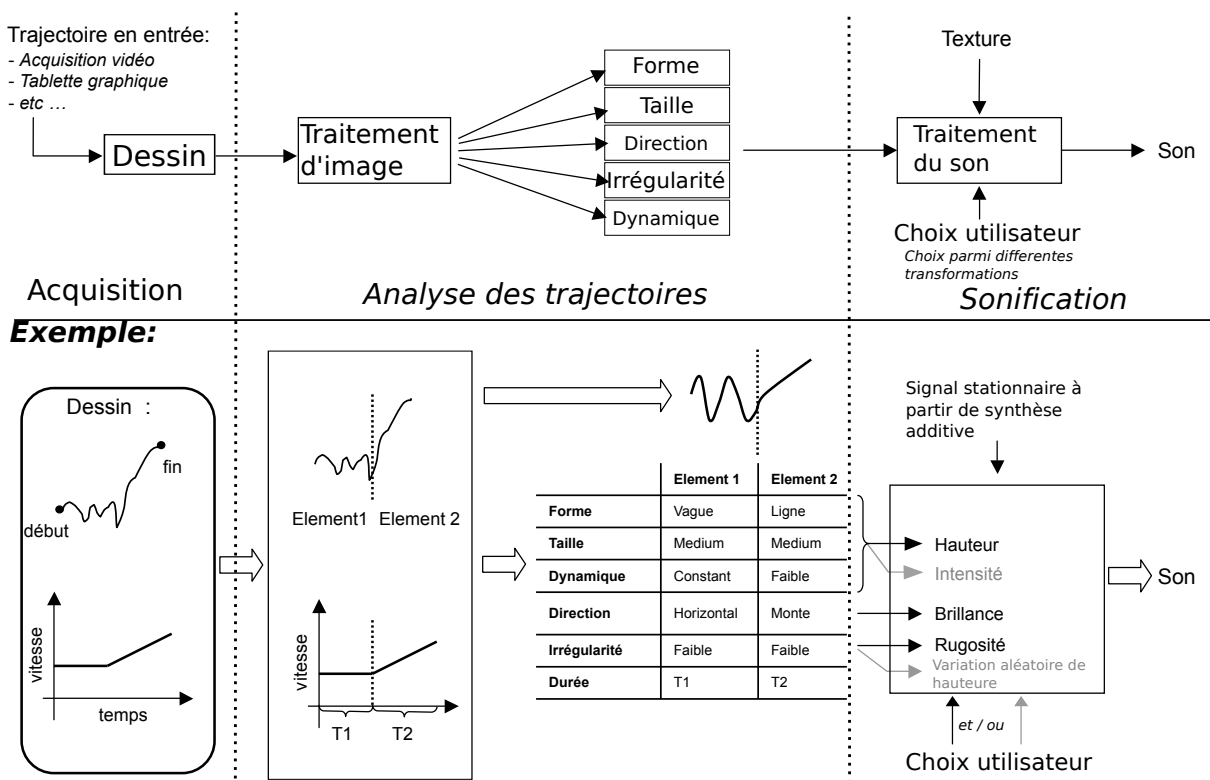 Trajectoire en entrée:
- Acquisition vidéo
- Tablette graphique
- etc ...
Dessin
Traitement
d'image
Forme
Taille
Direction
Irrégularité
Dynamique
Texture
Traitement
du son
Son
Choix utilisateur
Choix parmi differentes
transformations
Acquisition
Analyse des trajectoires
Sonification
Exemple:
Dessin :
fin
début
vitesse
temps
Element1 Element 2
vitesse
T1 T2
Element 1 Element 2
Forme Vague Ligne
Taille Medium Medium
Dynamique Constant Faible
Direction Horizontal Monte
Irrégularité Faible Faible
Durée T1 T2
Signal stationnaire à
partir de synthèse
additive
Hauteur
Intensité
Brillance
Rugosité
Variation aléatoire de
hauteure
Son
et / ou
Choix utilisateur